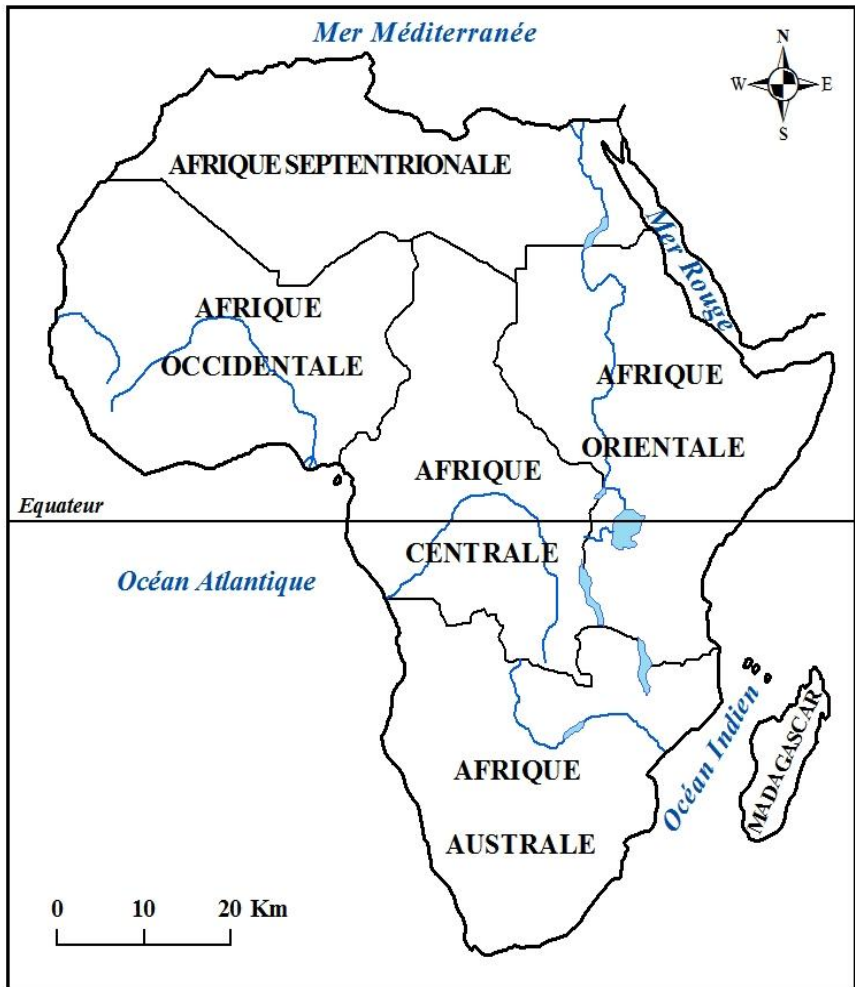 Mer Méditerranée
N
W E
S
AFRIQUE SEPTENTRIONALE
Mer Rouge
AFRIQUE
OCCIDENTALE
AFRIQUE
ORIENTALE
AFRIQUE
CENTRALE
Equateur
Océan Atlantique
Océan Indien
MADAGASCAR
AFRIQUE
AUSTRALE
0 10 20 Km